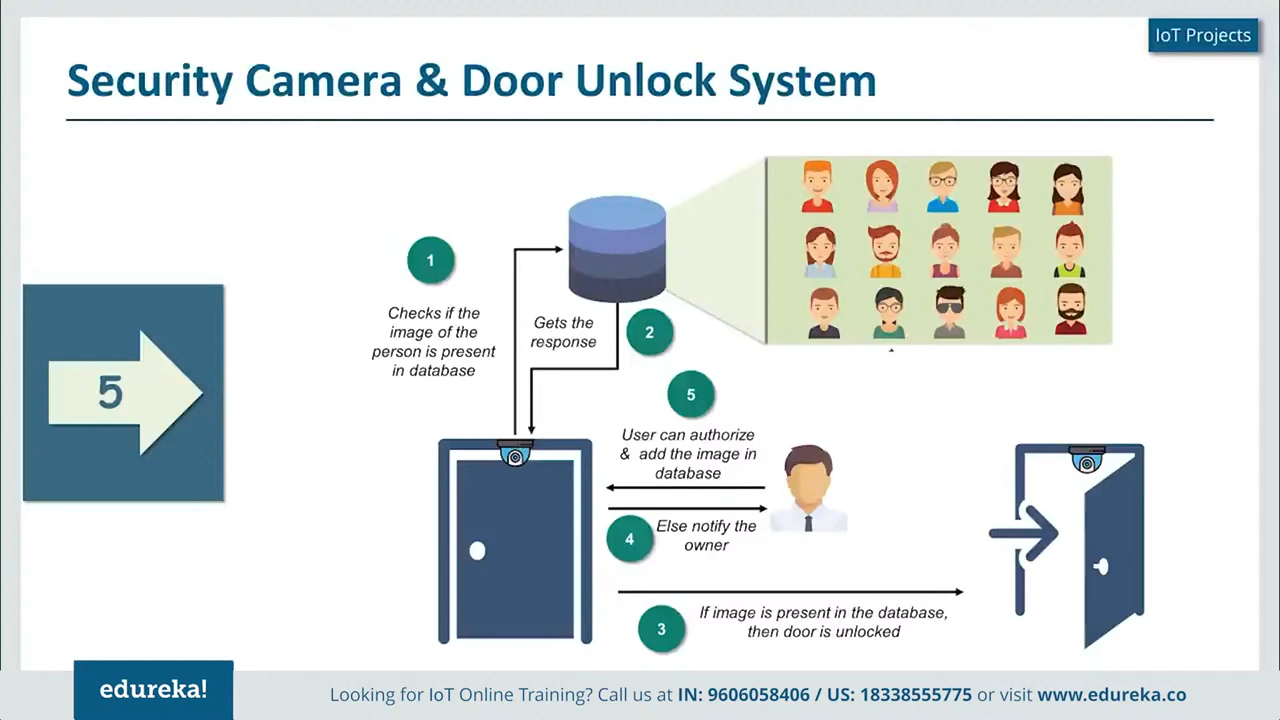 IoT Projects
Security Camera & Door Unlock System
1
Checks if the
image of the
person is present
in database
Gets the
response
2
5
5
User can authorize
& add the image in
database
4
Else notify the
owner
3
If image is present in the database,
then door is unlocked
edureka!
Looking for IoT Online Training? Call us at IN: 9606058406 / US: 18338555775 or visit www.edureka.co